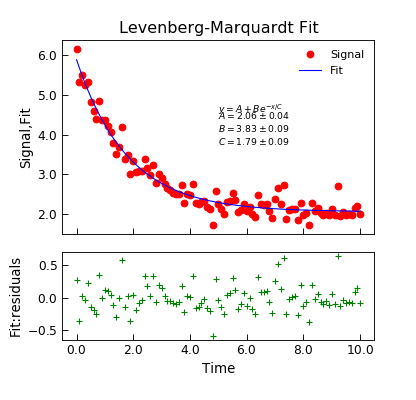 Levenberg-Marquardt Fit
Signal
Fit
y = A + Be^{-x/C}
A = 2.06 ± 0.04
B = 3.83 ± 0.09
C = 1.79 ± 0.09
Signal,Fit
6.0
5.0
4.0
3.0
2.0
Fit:residuals
0.5
0.0
−0.5
0.0 2.0 4.0 6.0 8.0 10.0
Time